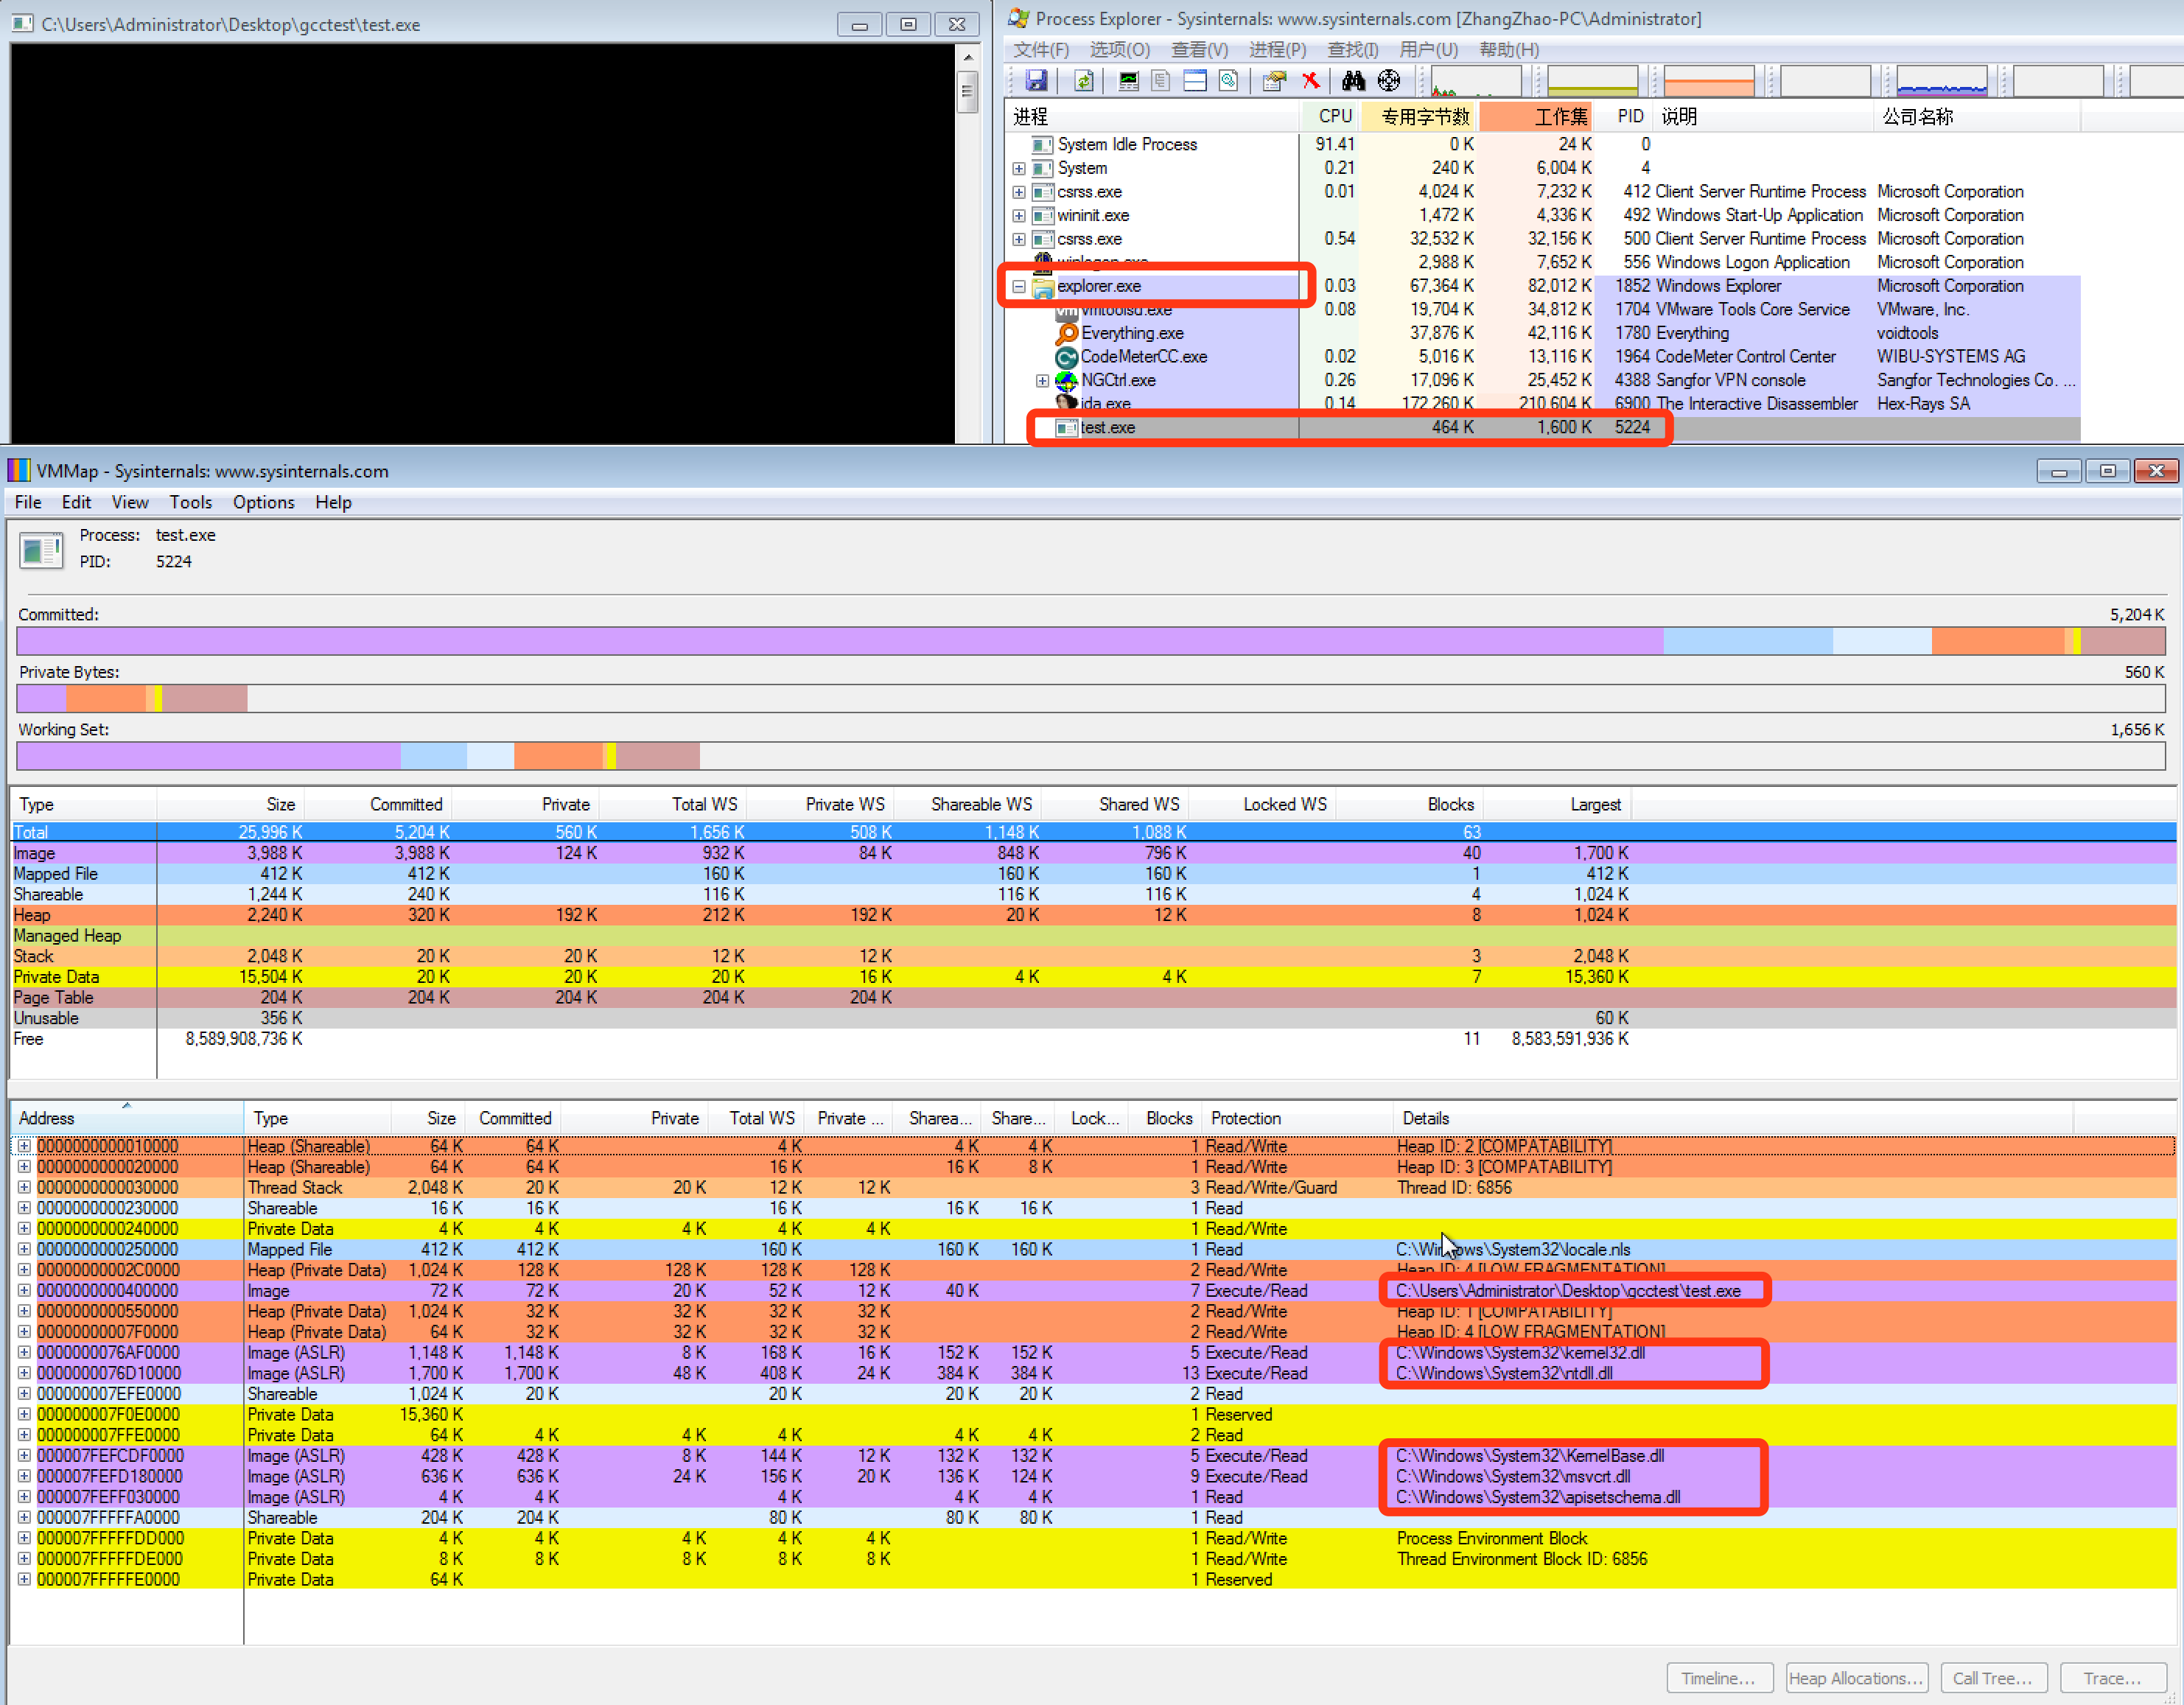 C:\Users\Administrator\Desktop\gcctest\test.exe
Process Explorer - Sysinternals: www.sysinternals.com [ZhangZhao-PC\Administrator]
文件(F) 选项(O) 查看(V) 进程(P) 查找(I) 用户(U) 帮助(H)
进程 CPU 专用字节数 工作集 PID 说明 公司名称
System Idle Process 91.41 0 K 24 K 0
System 0.21 240 K 6,004 K 4
csrss.exe 0.01 4,024 K 7,232 K 412 Client Server Runtime Process Microsoft Corporation
wininit.exe 1,472 K 4,336 K 492 Windows Start-Up Application Microsoft Corporation
csrss.exe 0.54 32,532 K 32,156 K 500 Client Server Runtime Process Microsoft Corporation
winlogon.exe 2,988 K 7,652 K 556 Windows Logon Application Microsoft Corporation
explorer.exe 0.03 67,364 K 82,012 K 1852 Windows Explorer Microsoft Corporation
vmtoolsd.exe 0.08 19,704 K 34,812 K 1704 VMware Tools Core Service VMware, Inc.
Everything.exe 37,876 K 42,116 K 1780 Everything voidtools
CodeMeterCC.exe 0.02 5,016 K 13,116 K 1964 CodeMeter Control Center WIBU-SYSTEMS AG
NGCtrl.exe 0.26 17,096 K 25,452 K 4388 Sangfor VPN console Sangfor Technologies Co. ...
ida.exe 0.14 172,260 K 210,604 K 6900 The Interactive Disassembler Hex-Rays SA
test.exe 464 K 1,600 K 5224
VMMap - Sysinternals: www.sysinternals.com
File Edit View Tools Options Help
Process: test.exe
PID: 5224
Committed: 5,204 K
Private Bytes: 560 K
Working Set: 1,656 K
Type Size Committed Private Total WS Private WS Shareable WS Shared WS Locked WS Blocks Largest
Total 25,996 K 5,204 K 560 K 1,656 K 508 K 1,148 K 1,088 K 63
Image 3,988 K 3,988 K 124 K 932 K 84 K 848 K 796 K 40 1,700 K
Mapped File 412 K 412 K 160 K 160 K 160 K 1 412 K
Shareable 1,244 K 240 K 116 K 116 K 116 K 4 1,024 K
Heap 2,240 K 320 K 192 K 212 K 192 K 20 K 12 K 8 1,024 K
Managed Heap
Stack 2,048 K 20 K 20 K 12 K 12 K 3 2,048 K
Private Data 15,504 K 20 K 20 K 20 K 16 K 4 K 4 K 7 15,360 K
Page Table 204 K 204 K 204 K 204 K 204 K
Unusable 356 K 60 K
Free 8,589,908,736 K 11 8,583,591,936 K
Address Type Size Committed Private Total WS Private ... Sharea... Share... Lock... Blocks Protection Details
0000000000010000 Heap (Shareable) 64 K 64 K 4 K 4 K 4 K 1 Read/Write Heap ID: 2 [COMPATABILITY]
0000000000020000 Heap (Shareable) 64 K 64 K 16 K 16 K 8 K 1 Read/Write Heap ID: 3 [COMPATABILITY]
0000000000030000 Thread Stack 2,048 K 20 K 20 K 12 K 12 K 3 Read/Write/Guard Thread ID: 6856
0000000000230000 Shareable 16 K 16 K 16 K 16 K 16 K 1 Read
0000000000240000 Private Data 4 K 4 K 4 K 4 K 4 K 1 Read/Write
0000000000250000 Mapped File 412 K 412 K 160 K 160 K 160 K 1 Read C:\Windows\System32\locale.nls
00000000002C0000 Heap (Private Data) 1,024 K 128 K 128 K 128 K 128 K 2 Read/Write Heap ID: 4 [LOW FRAGMENTATION]
0000000000400000 Image 72 K 72 K 20 K 52 K 12 K 40 K 7 Execute/Read C:\Users\Administrator\Desktop\gcctest\test.exe
0000000000550000 Heap (Private Data) 1,024 K 32 K 32 K 32 K 32 K 2 Read/Write Heap ID: 1 [COMPATABILITY]
00000000007F0000 Heap (Private Data) 64 K 32 K 32 K 32 K 32 K 2 Read/Write Heap ID: 4 [LOW FRAGMENTATION]
0000000076AF0000 Image (ASLR) 1,148 K 1,148 K 8 K 168 K 16 K 152 K 152 K 5 Execute/Read C:\Windows\System32\kernel32.dll
0000000076D10000 Image (ASLR) 1,700 K 1,700 K 48 K 408 K 24 K 384 K 384 K 13 Execute/Read C:\Windows\System32\ntdll.dll
000000007EFE0000 Shareable 1,024 K 20 K 20 K 20 K 20 K 2 Read
000000007F0E0000 Private Data 15,360 K 1 Reserved
000000007FFE0000 Private Data 64 K 4 K 4 K 4 K 4 K 4 K 2 Read
000007FEFCDF0000 Image (ASLR) 428 K 428 K 8 K 144 K 12 K 132 K 132 K 5 Execute/Read C:\Windows\System32\KernelBase.dll
000007FEFD180000 Image (ASLR) 636 K 636 K 24 K 156 K 20 K 136 K 124 K 9 Execute/Read C:\Windows\System32\msvcrt.dll
000007FEFF030000 Image (ASLR) 4 K 4 K 4 K 4 K 4 K 1 Read C:\Windows\System32\apisetschema.dll
000007FFFFFA0000 Shareable 204 K 204 K 80 K 80 K 80 K 1 Read
000007FFFFFDD000 Private Data 4 K 4 K 4 K 4 K 4 K 1 Read/Write Process Environment Block
000007FFFFFDE000 Private Data 8 K 8 K 8 K 8 K 8 K 1 Read/Write Thread Environment Block ID: 6856
000007FFFFFE0000 Private Data 64 K 1 Reserved
Timeline... Heap Allocations... Call Tree... Trace...